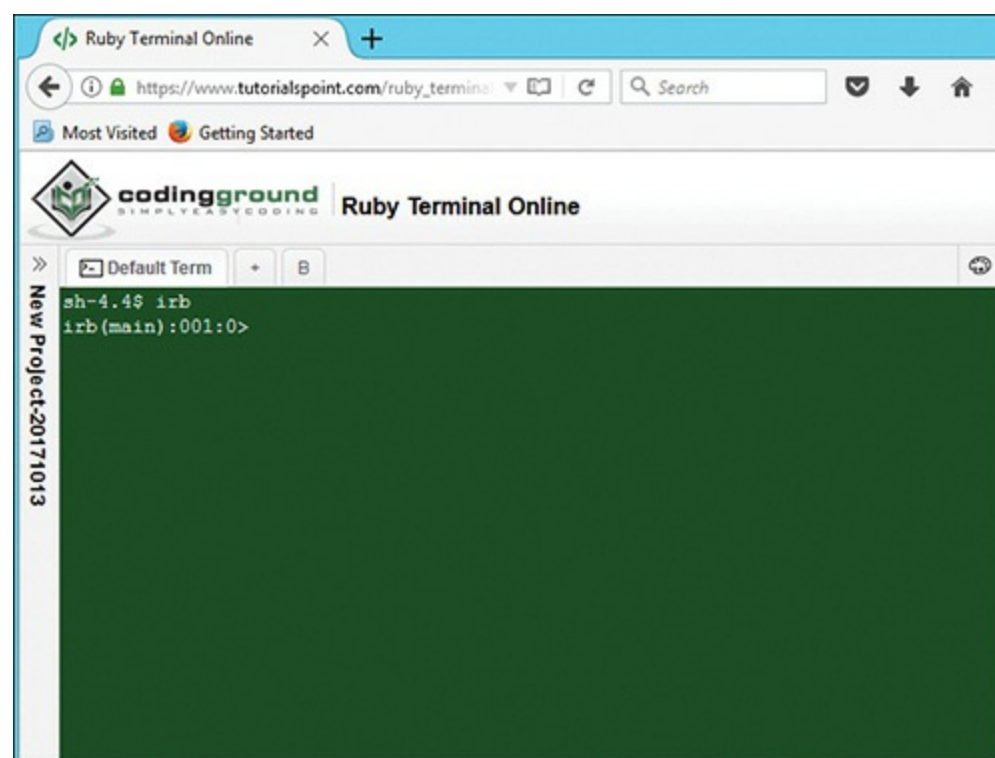 </> Ruby Terminal Online
https://www.tutorialspoint.com/ruby_terminal
Search
Most Visited Getting Started
codingground
SIMPLYEASYCODING
Ruby Terminal Online
Default Term + B
New Project-20171013
sh-4.4$ irb
irb(main):001:0>